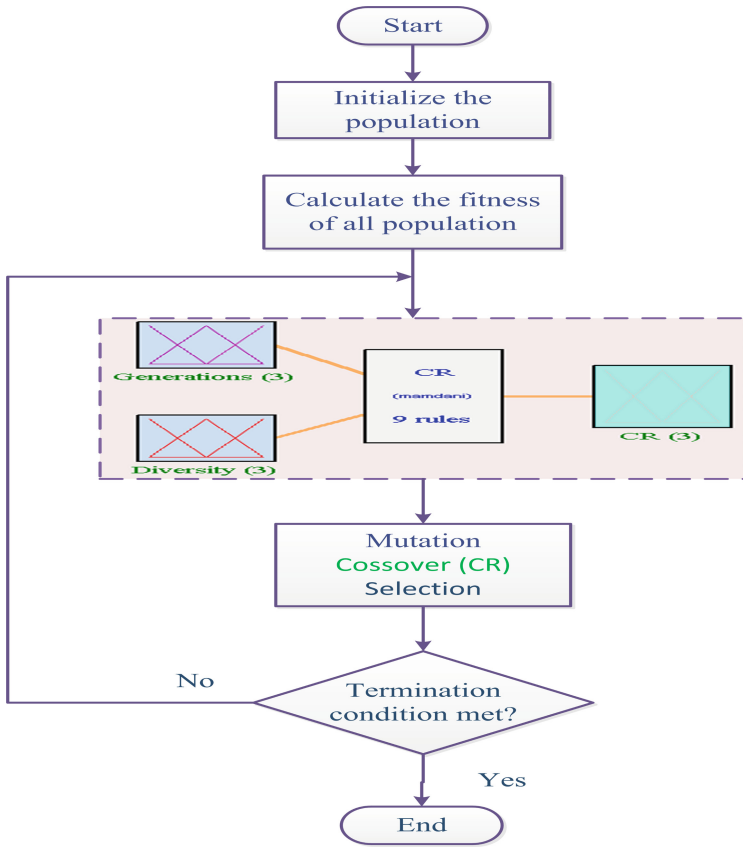 Start
Initialize the
population
Calculate the fitness
of all population
Generations (3)
CR
(mamdani)
9 rules
CR (3)
Diversity (3)
Mutation
Cossover (CR)
Selection
No
Termination
condition met?
Yes
End